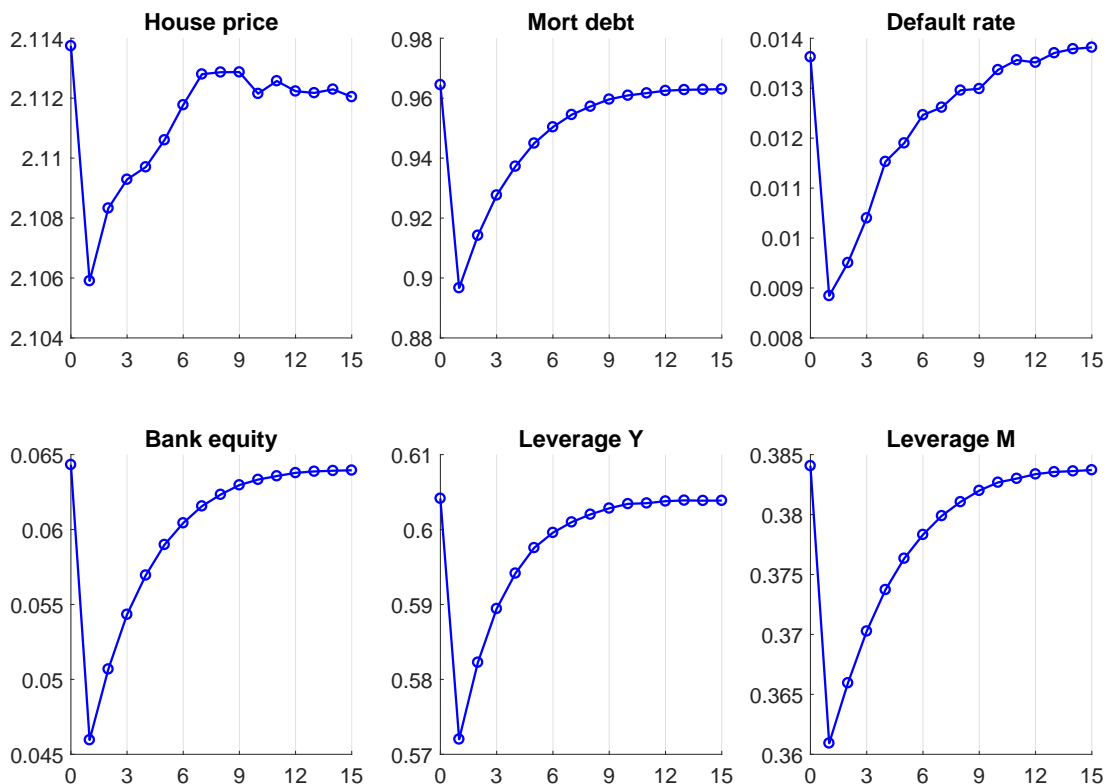 House price
Mort debt
Default rate
2.114
2.112
2.11
2.108
2.106
2.104
0 3 6 9 12 15
0.98
0.96
0.94
0.92
0.9
0.88
0 3 6 9 12 15
0.014
0.013
0.012
0.011
0.01
0.009
0.008
0 3 6 9 12 15
Bank equity
Leverage Y
Leverage M
0.065
0.06
0.055
0.05
0.045
0 3 6 9 12 15
0.61
0.6
0.59
0.58
0.57
0 3 6 9 12 15
0.385
0.38
0.375
0.37
0.365
0.36
0 3 6 9 12 15